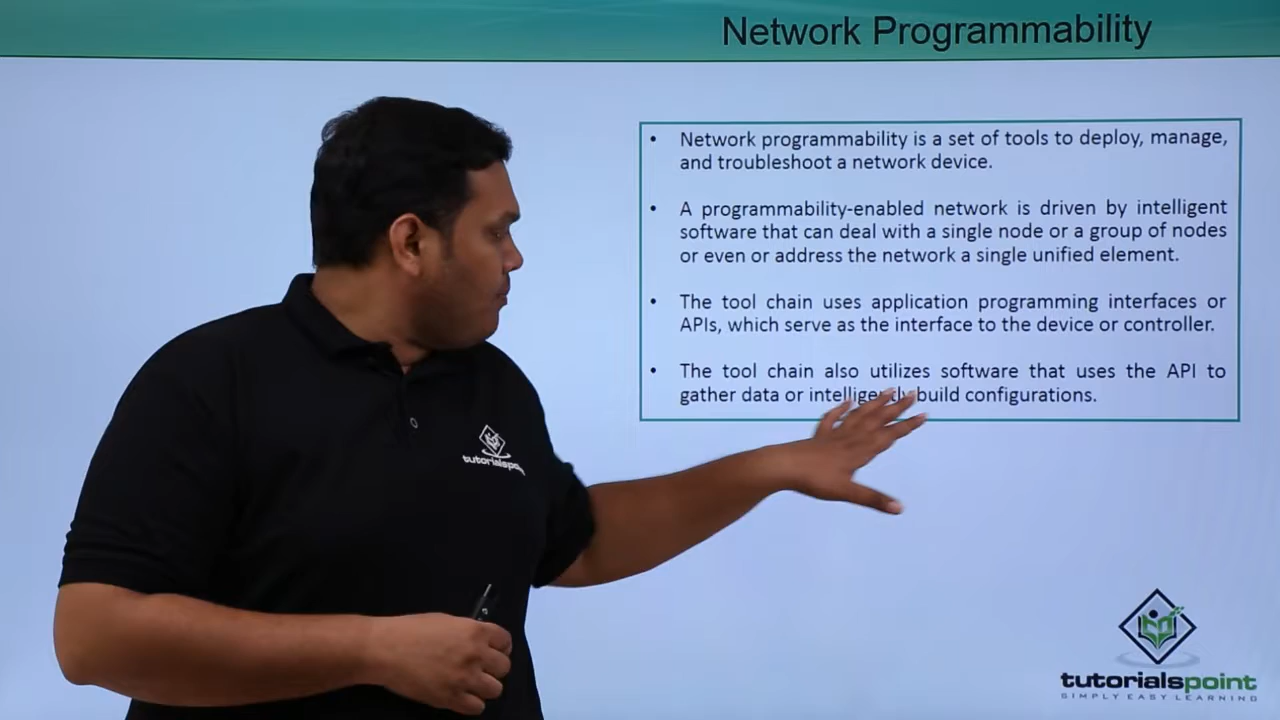 Network Programmability
• Network programmability is a set of tools to deploy, manage,
and troubleshoot a network device.
• A programmability-enabled network is driven by intelligent
software that can deal with a single node or a group of nodes
or even or address the network a single unified element.
• The tool chain uses application programming interfaces or
APIs, which serve as the interface to the device or controller.
• The tool chain also utilizes software that uses the API to
gather data or intelligently build configurations.
tutorialspoint
tutorialspoint
SIMPLY EASY LEARNING